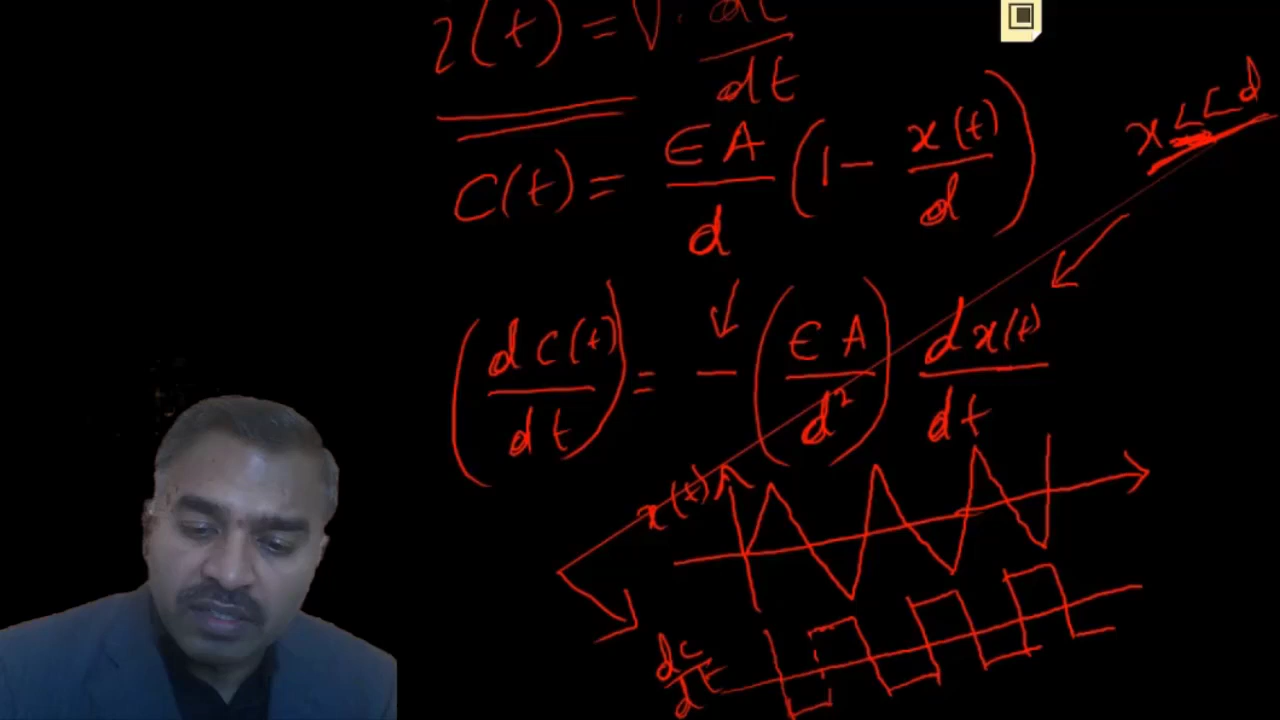 i(t) = V · dC/dt
C(t) = ϵA/d (1 - x(t)/d)
x << d
(dC(t)/dt) = - (ϵA/d²) dx(t)/dt
x(t)
dc/dt